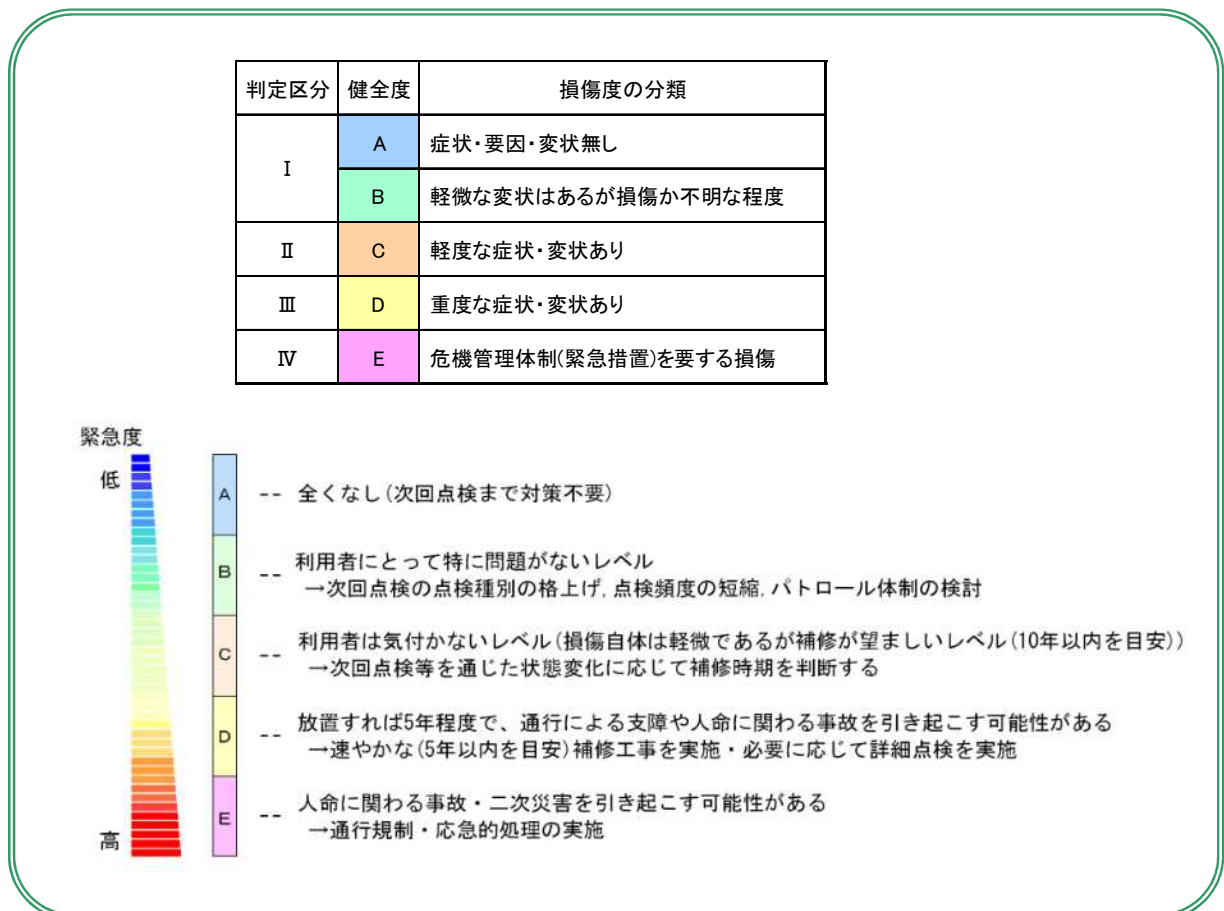 判定区分 健全度 損傷度の分類
Ⅰ A 症状・要因・変状無し
B 軽微な変状はあるが損傷か不明な程度
Ⅱ C 軽度な症状・変状あり
Ⅲ D 重度な症状・変状あり
Ⅳ E 危機管理体制(緊急措置)を要する損傷
緊急度
低
A -- 全くなし(次回点検まで対策不要)
B -- 利用者にとって特に問題がないレベル
→次回点検の点検種別の格上げ,点検頻度の短縮,パトロール体制の検討
C -- 利用者は気付かないレベル(損傷自体は軽微であるが補修が望ましいレベル(10年以内を目安))
→次回点検等を通じた状態変化に応じて補修時期を判断する
D -- 放置すれば5年程度で、通行による支障や人命に関わる事故を引き起こす可能性がある
→速やかな(5年以内を目安)補修工事を実施・必要に応じて詳細点検を実施
E -- 人命に関わる事故・二次災害を引き起こす可能性がある
→通行規制・応急的処理の実施
高